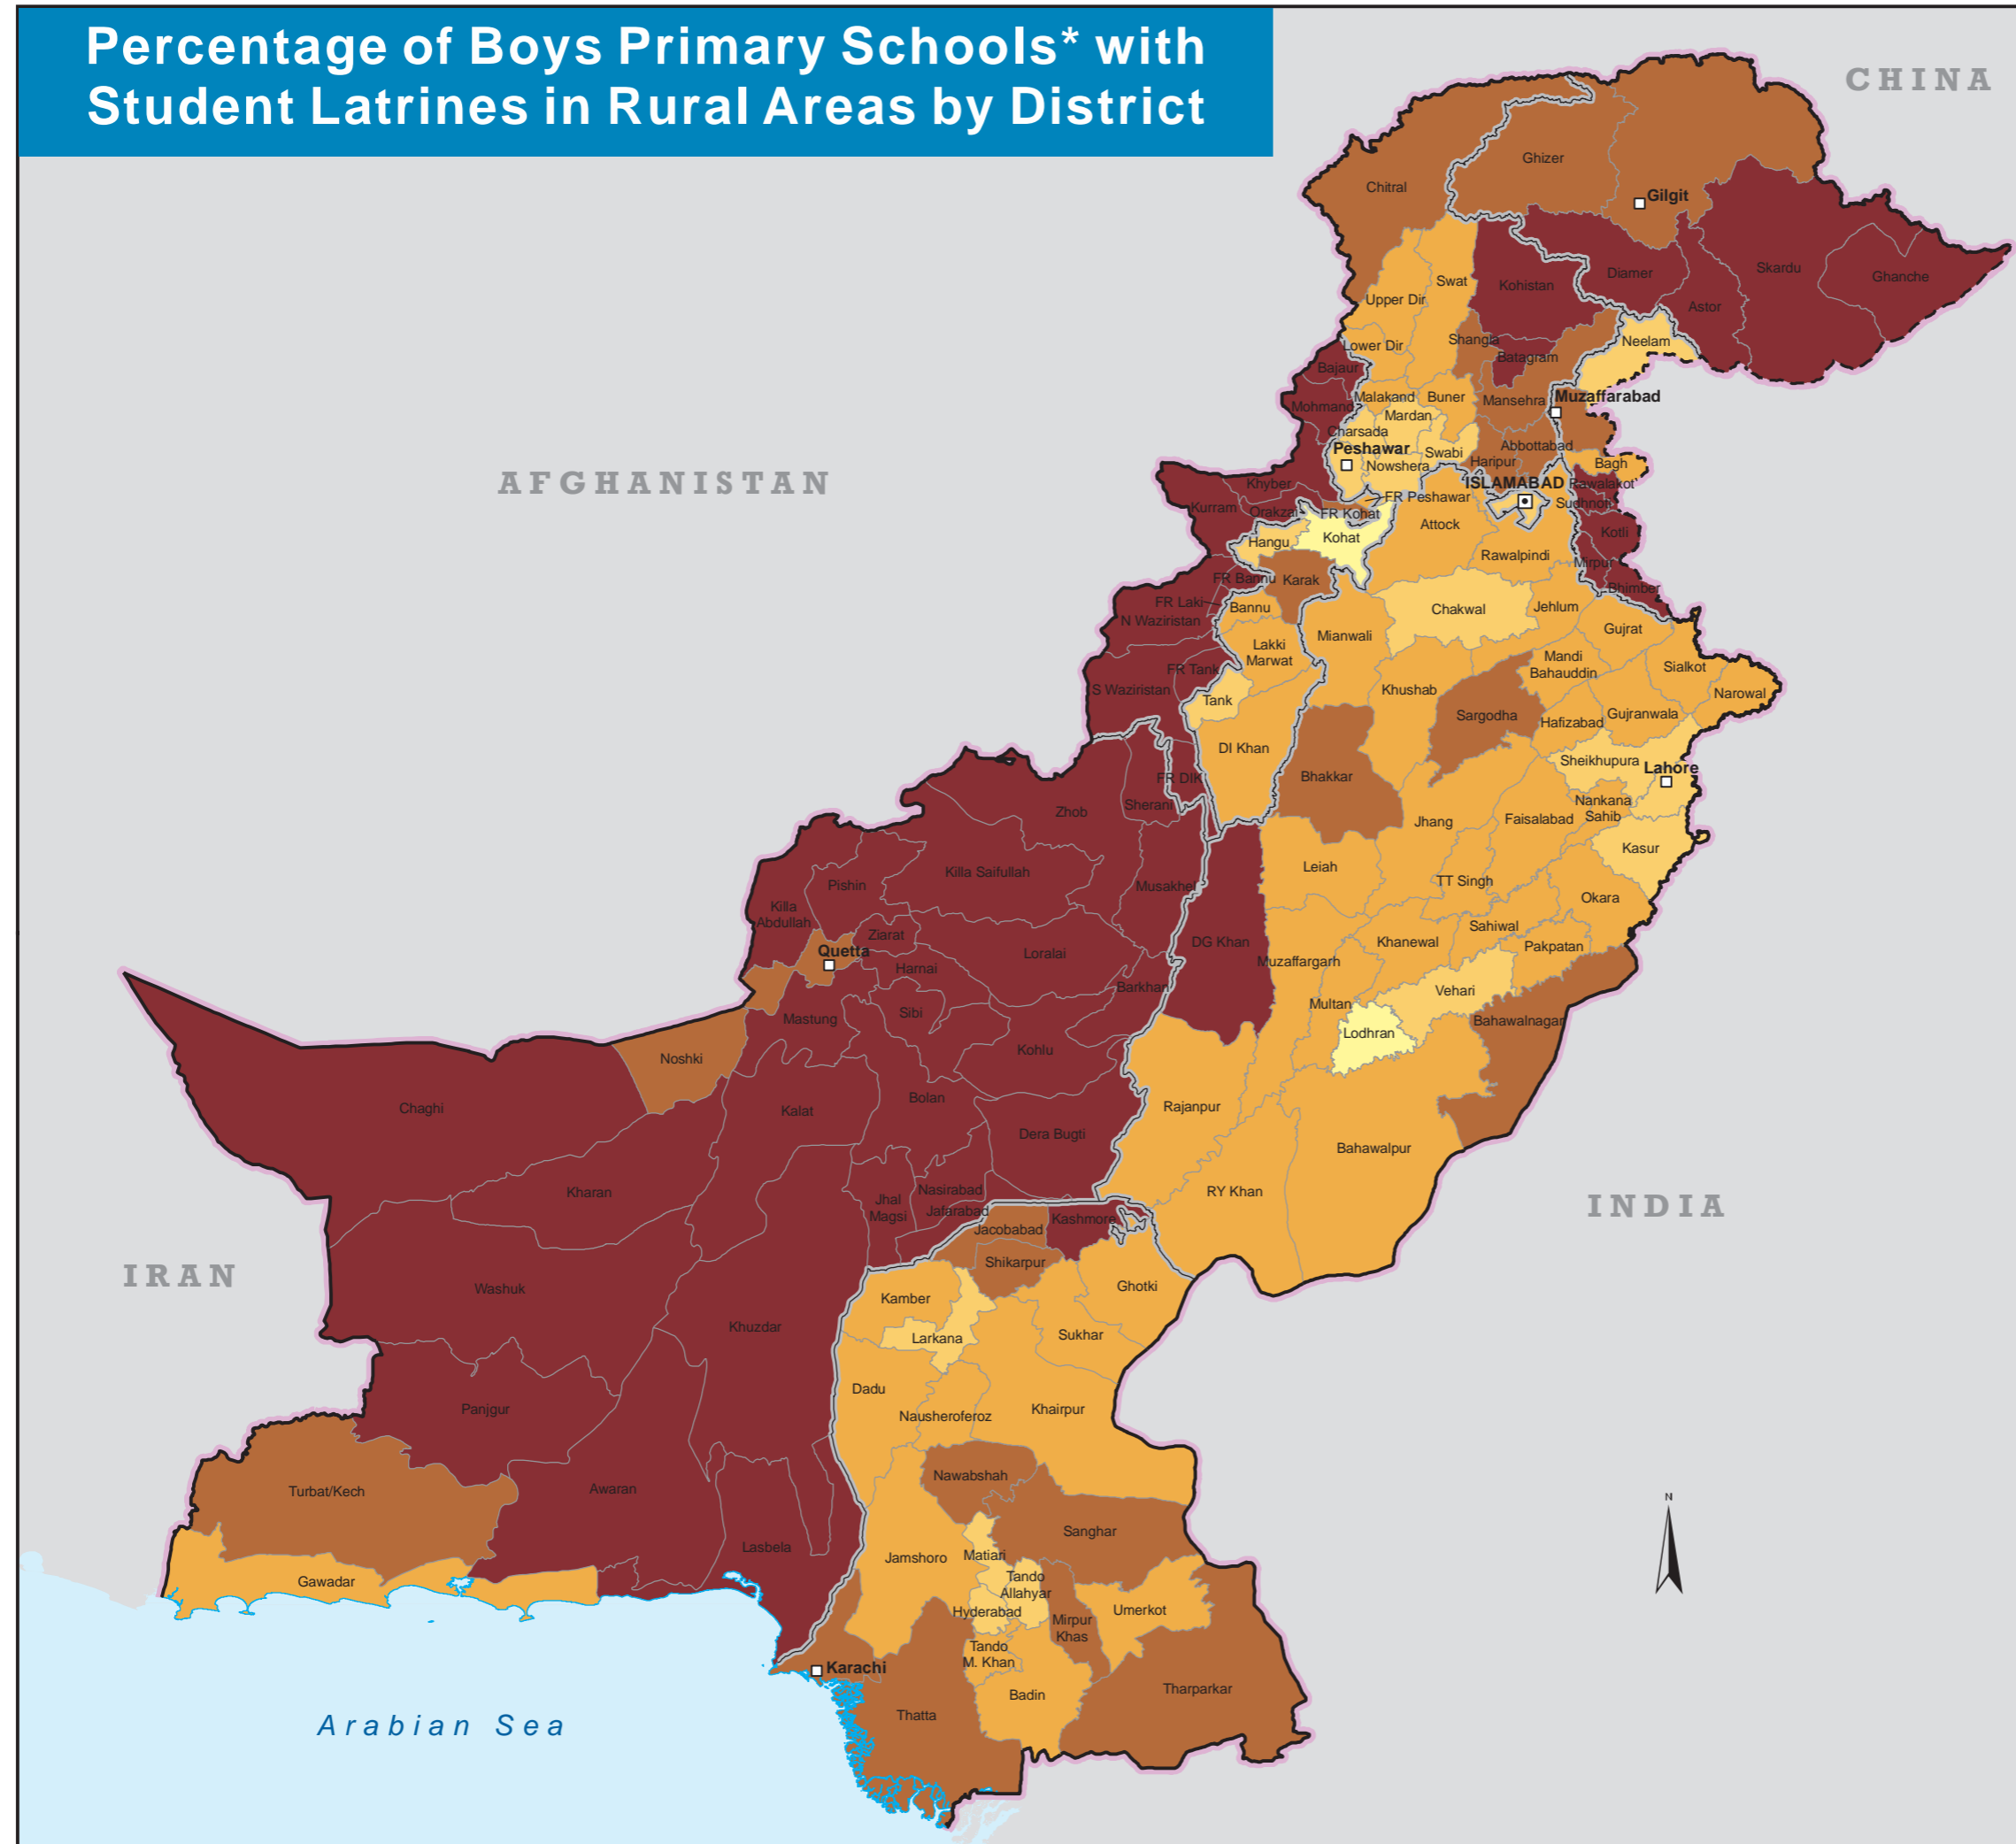 Percentage of Boys Primary Schools* with
Student Latrines in Rural Areas by District
CHINA
Ghizer
Chitral
Gilgit
Skardu
Diamer
Ghanche
Swat
Kohistan
Upper Dir
Astor
Shangla
Neelam
Lower Dir
Batagram
Bajaur
Malakand
Buner
Mansehra
Muzaffarabad
Mohmand
Mardan
Charsada
Abbottabad
Peshawar
Swabi
Haripur
Bagh
Nowshera
AFGHANISTAN
Khyber
ISLAMABAD
Rawalakot
FR Peshawar
Sudhnoti
Kurram
Orakzai
FR Kohat
Attock
Kotli
Hangu
Kohat
Rawalpindi
Mirpur
FR Bannu
Karak
Bhimber
FR Laki
Bannu
Chakwal
Jehlum
N Waziristan
Mianwali
Gujrat
Lakki
Marwat
Mandi
Bahauddin
FR Tank
Sialkot
S Waziristan
Khushab
Narowal
Tank
Sargodha
Hafizabad
Gujranwala
DI Khan
Sheikhupura
Lahore
FR DIK
Bhakkar
Sherani
Nankana
Sahib
Zhob
Jhang
Faisalabad
Kasur
Leiah
Killa Saifullah
TT Singh
Pishin
Musakhel
Okara
Killa
Abdullah
Sahiwal
Ziarat
DG Khan
Khanewal
Pakpatan
Quetta
Loralai
Muzaffargarh
Harnai
Barkhan
Vehari
Multan
Sibi
Mastung
Bahawalnagar
Lodhran
Kohlu
Noshki
Bolan
Rajanpur
Chaghi
Kalat
Dera Bugti
Bahawalpur
Kharan
Nasirabad
RY Khan
Jhal
Magsi
INDIA
Jafarabad
Kashmore
Jacobabad
Shikarpur
IRAN
Washuk
Ghotki
Kamber
Khuzdar
Larkana
Sukhar
Dadu
Panjgur
Nausheroferoz
Khairpur
Nawabshah
Turbat/Kech
Awaran
N
Sanghar
Lasbela
Jamshoro
Matiari
Gawadar
Tando
Allahyar
Hyderabad
Umerkot
Mirpur
Khas
Tando
M. Khan
Karachi
Tharparkar
Badin
Thatta
Arabian Sea